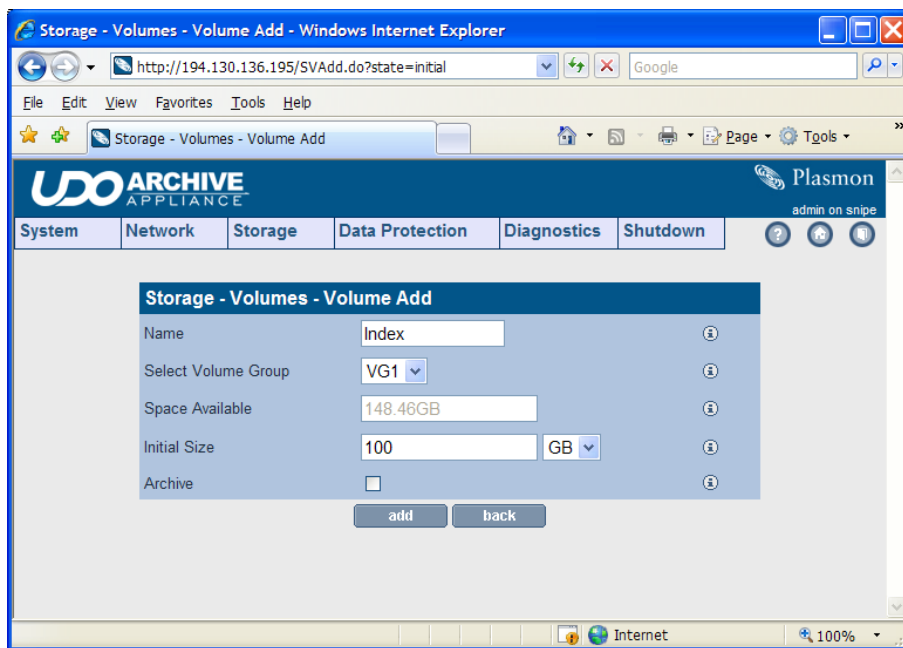 Storage - Volumes - Volume Add - Windows Internet Explorer
http://194.130.136.195/SVAdd.do?state=initial
Google
File Edit View Favorites Tools Help
Storage - Volumes - Volume Add
Page Tools »
UDO ARCHIVE APPLIANCE
Plasmon
admin on snipe
System Network Storage Data Protection Diagnostics Shutdown
Storage - Volumes - Volume Add
Name Index
Select Volume Group VG1
Space Available 148.46GB
Initial Size 100 GB
Archive
add back
Internet 100%